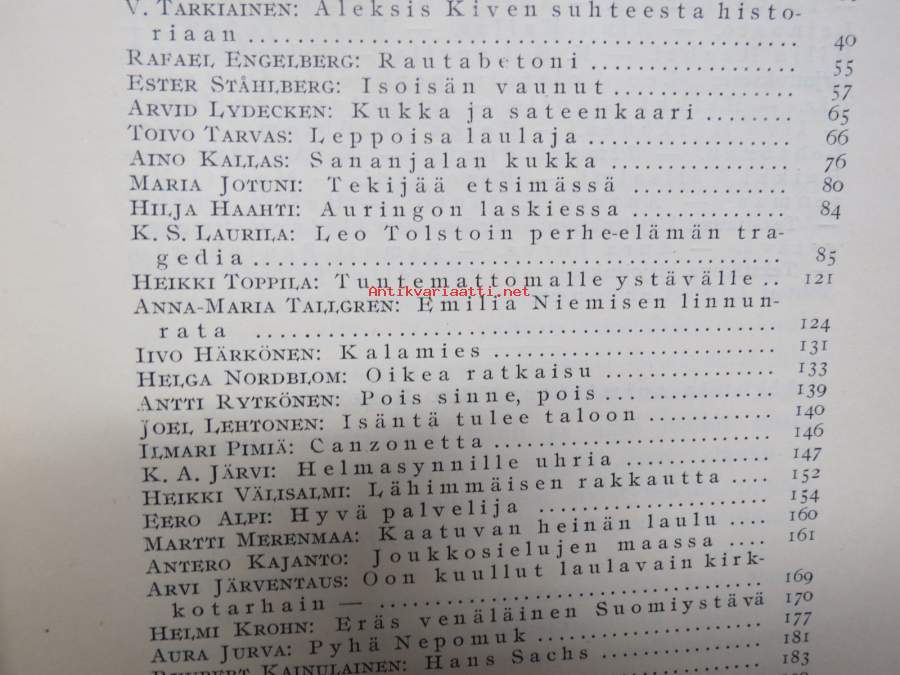 V. TARKIAINEN: Aleksis Kiven suhteesta histo-
riaan ........ 40
RAFAEL ENGELBERG: Rautabetoni ........ 55
ESTER STÅHLBERG: Isoisän vaunut ........ 57
ARVID LYDECKEN: Kukka ja sateenkaari ........ 65
TOIVO TARVAS: Leppoisa laulaja ........ 66
AINO KALLAS: Sananjalan kukka ........ 76
MARIA JOTUNI: Tekijää etsimässä ........ 80
HILJA HAAHTI: Auringon laskiessa ........ 84
K. S. LAURILA: Leo Tolstoin perhe-elämän tra-
gedia ........ 85
HEIKKI TOPPILA: Tuntemattomalle ystävälle .. 121
Antikvariaatti.net
ANNA-MARIA TALLGREN: Emilia Niemisen linnun-
rata ........ 124
IIVO HÄRKÖNEN: Kalamies ........ 131
HELGA NORDBLOM: Oikea ratkaisu ........ 133
ANTTI RYTKÖNEN: Pois sinne, pois ........ 139
JOEL LEHTONEN: Isäntä tulee taloon ........ 140
ILMARI PIMIÄ: Canzonetta ........ 146
K. A. JÄRVI: Helmasynnille uhria ........ 147
HEIKKI VÄLISALMI: Lähimmäisen rakkautta .... 152
EERO ALPI: Hyvä palvelija ........ 154
MARTTI MERENMAA: Kaatuvan heinän laulu .... 160
ANTERO KAJANTO: Joukkosielujen maassa .... 161
ARVI JÄRVENTAUS: Oon kuullut laulavain kirk-
kotarhain — ........ 169
HELMI KROHN: Eräs venäläinen Suomiystävä 170
AURA JURVA: Pyhä Nepomuk ........ 177
KAINULAINEN: Hans Sachs ........ 181
183